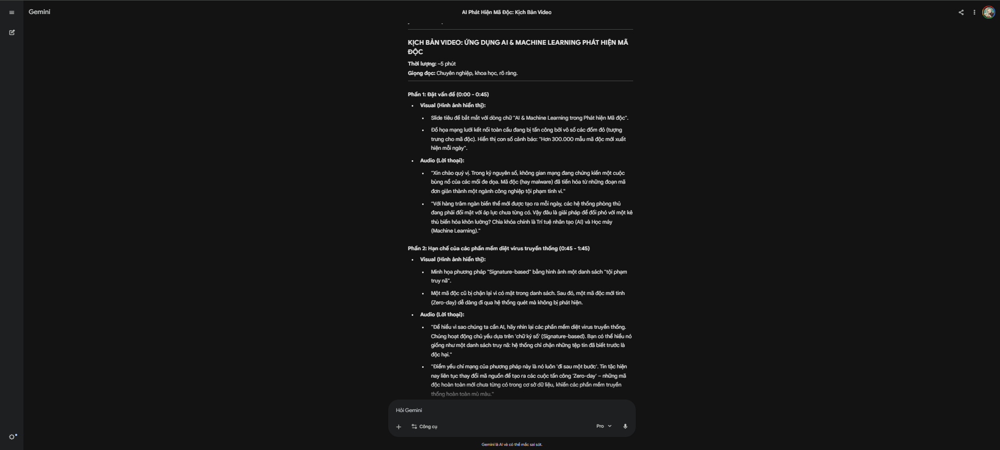 Gemini
AI Phát Hiện Mã Độc: Kịch Bản Video
KỊCH BẢN VIDEO: ỨNG DỤNG AI & MACHINE LEARNING PHÁT HIỆN MÃ
ĐỘC
Thời lượng: ~5 phút
Giọng đọc: Chuyên nghiệp, khoa học, rõ ràng.
Phần 1: Đặt vấn đề (0:00 - 0:45)
Visual (Hình ảnh hiển thị):
Slide tiêu đề bắt mắt với dòng chữ "AI & Machine Learning trong Phát hiện Mã độc".
Đồ họa mạng lưới kết nối toàn cầu đang bị tấn công bởi vô số các đốm đỏ (tượng
trưng cho mã độc). Hiển thị con số cảnh báo: "Hơn 300.000 mẫu mã độc mới xuất
hiện mỗi ngày".
Audio (Lời thoại):
"Xin chào quý vị. Trong kỷ nguyên số, không gian mạng đang chứng kiến một cuộc
bùng nổ của các mối đe dọa. Mã độc (hay malware) đã tiến hóa từ những đoạn mã
đơn giản thành một ngành công nghiệp tội phạm tinh vi."
"Với hàng trăm ngàn biến thể mới được tạo ra mỗi ngày, các hệ thống phòng thủ
đang phải đối mặt với áp lực chưa từng có. Vậy đâu là giải pháp để đối phó với một kẻ
thù biến hóa khôn lường? Chìa khóa chính là Trí tuệ nhân tạo (AI) và Học máy
(Machine Learning)."
Phần 2: Hạn chế của các phần mềm diệt virus truyền thống (0:45 - 1:45)
Visual (Hình ảnh hiển thị):
Minh họa phương pháp "Signature-based" bằng hình ảnh một danh sách "tội phạm
truy nã".
Một mã độc cũ bị chặn lại vì có mặt trong danh sách. Sau đó, một mã độc mới tinh
(Zero-day) dễ dàng đi qua hệ thống quét mà không bị phát hiện.
Audio (Lời thoại):
"Để hiểu vì sao chúng ta cần AI, hãy nhìn lại các phần mềm diệt virus truyền thống.
Chúng hoạt động chủ yếu dựa trên 'chữ ký số' (Signature-based). Bạn có thể hiểu nó
giống như một danh sách truy nã: hệ thống chỉ chặn những tệp tin đã biết trước là
độc hại."
"Điểm yếu chí mạng của phương pháp này là nó luôn 'đi sau một bước'. Tin tặc hiện
nay liên tục thay đổi mã nguồn để tạo ra các cuộc tấn công 'Zero-day' – những mã
độc hoàn toàn mới chưa từng có trong cơ sở dữ liệu, khiến các phần mềm truyền
thống hoàn toàn mù màu."
Hỏi Gemini
Công cụ
Pro
Gemini là AI và có thể mắc sai sót.